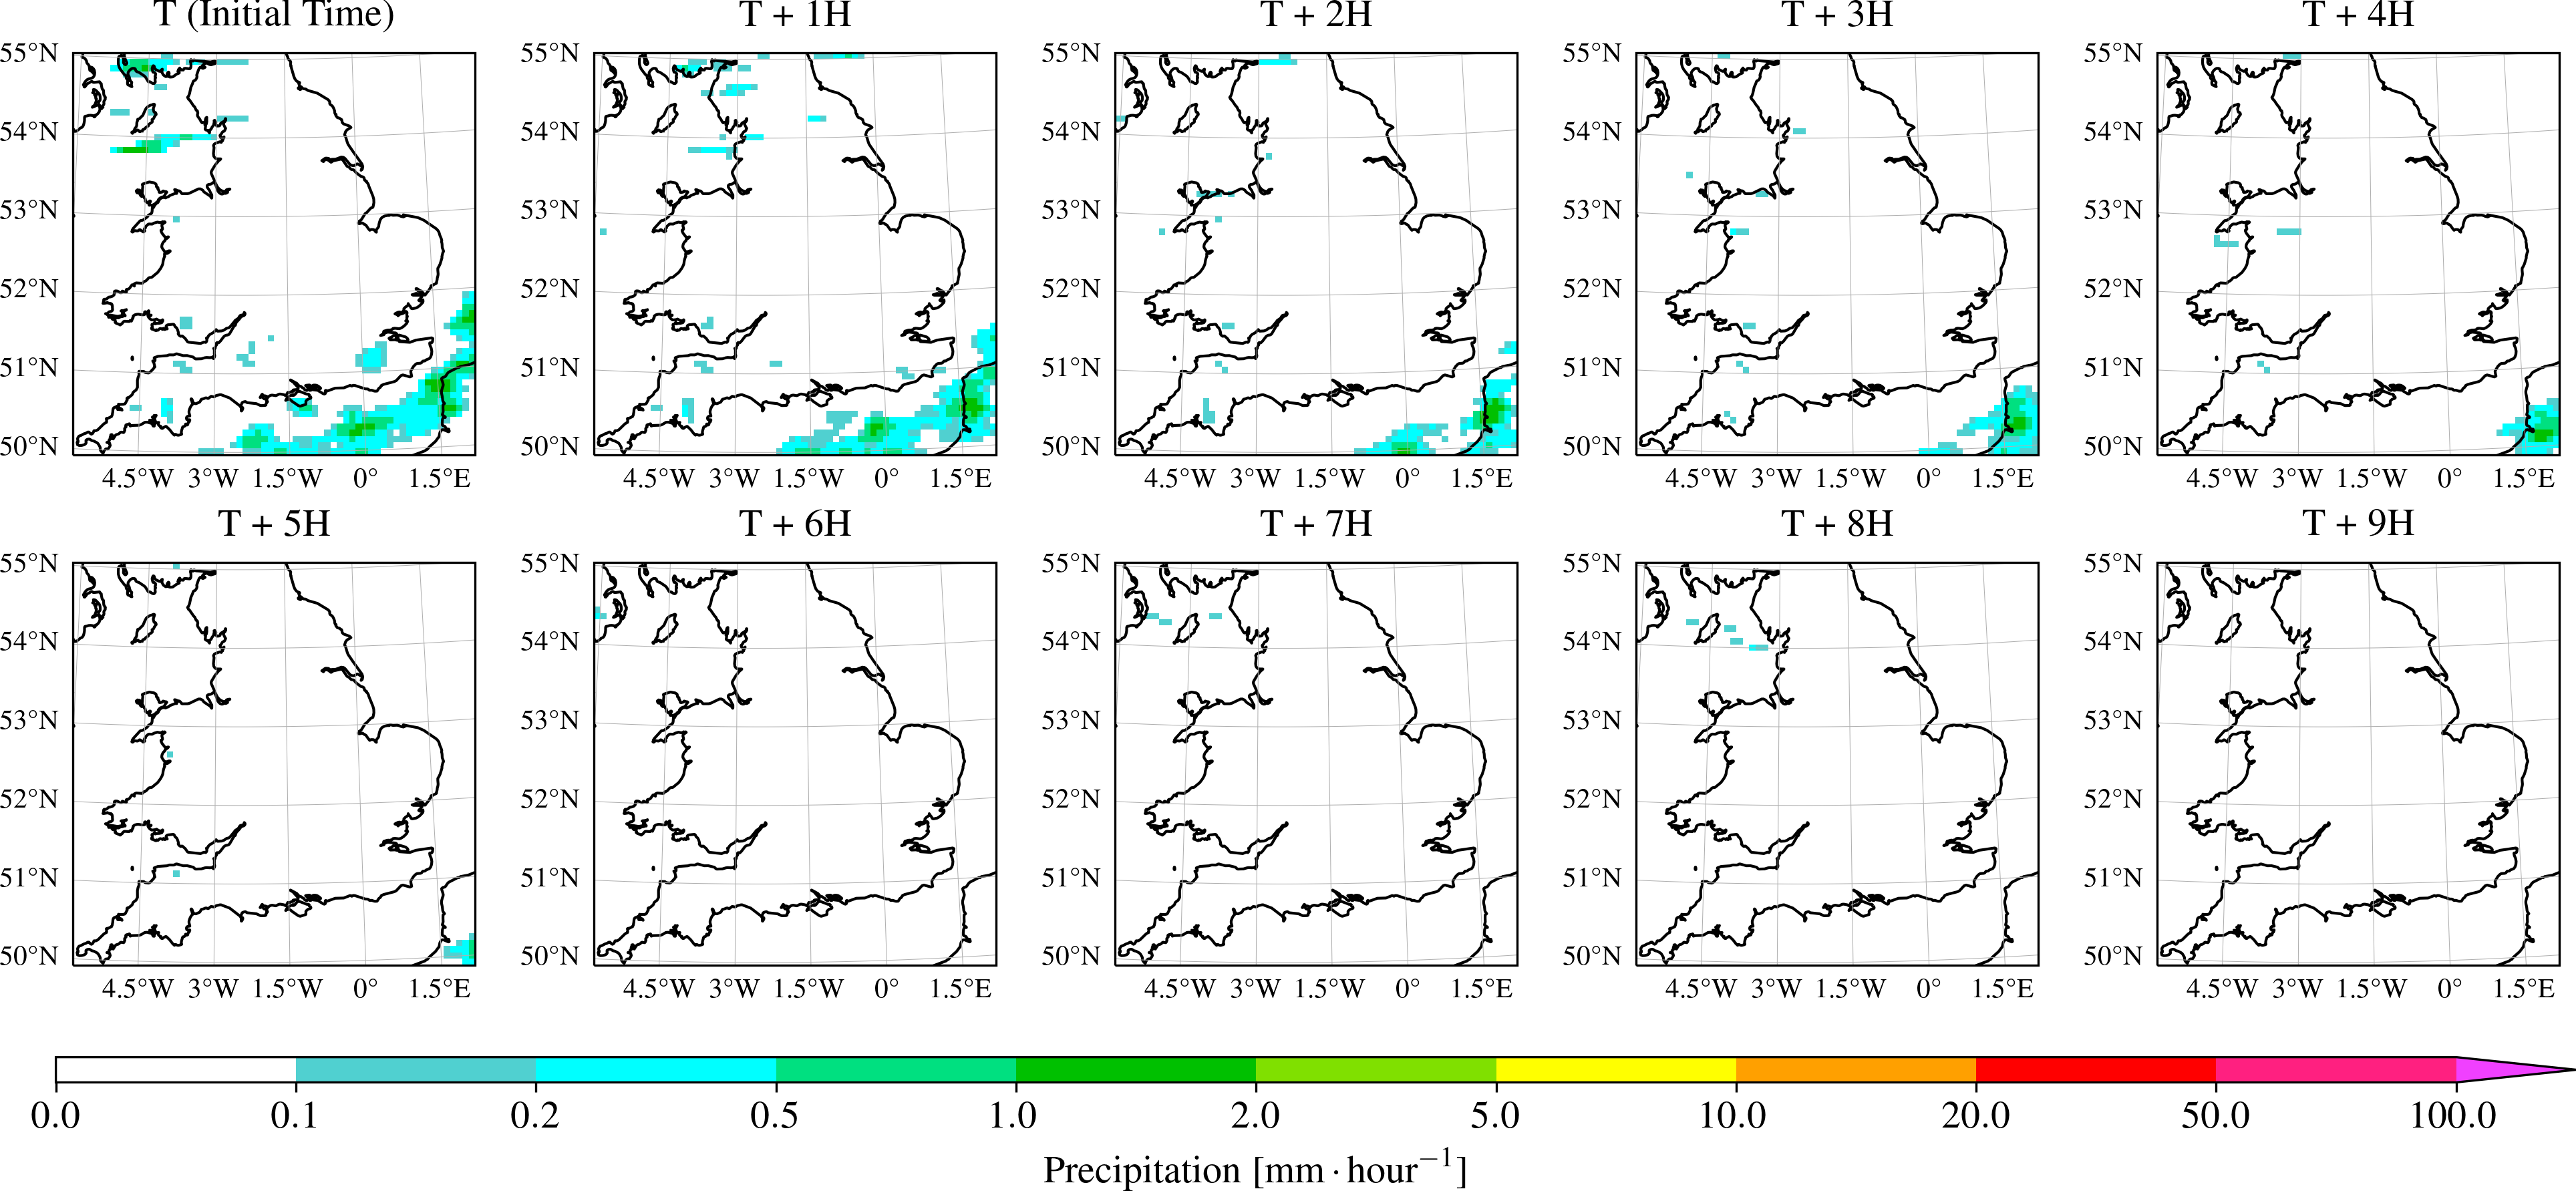 T (Initial Time) T + 1H T + 2H T + 3H T + 4H
55°N 55°N 55°N 55°N 55°N
54°N 54°N 54°N 54°N 54°N
53°N 53°N 53°N 53°N 53°N
52°N 52°N 52°N 52°N 52°N
51°N 51°N 51°N 51°N 51°N
50°N 50°N 50°N 50°N 50°N
4.5°W 3°W 1.5°W 0° 1.5°E 4.5°W 3°W 1.5°W 0° 1.5°E 4.5°W 3°W 1.5°W 0° 1.5°E 4.5°W 3°W 1.5°W 0° 1.5°E 4.5°W 3°W 1.5°W 0° 1.5°E
T + 5H T + 6H T + 7H T + 8H T + 9H
55°N 55°N 55°N 55°N 55°N
54°N 54°N 54°N 54°N 54°N
53°N 53°N 53°N 53°N 53°N
52°N 52°N 52°N 52°N 52°N
51°N 51°N 51°N 51°N 51°N
50°N 50°N 50°N 50°N 50°N
4.5°W 3°W 1.5°W 0° 1.5°E 4.5°W 3°W 1.5°W 0° 1.5°E 4.5°W 3°W 1.5°W 0° 1.5°E 4.5°W 3°W 1.5°W 0° 1.5°E 4.5°W 3°W 1.5°W 0° 1.5°E
0.0 0.1 0.2 0.5 1.0 2.0 5.0 10.0 20.0 50.0 100.0
Precipitation [mm · hour⁻¹]